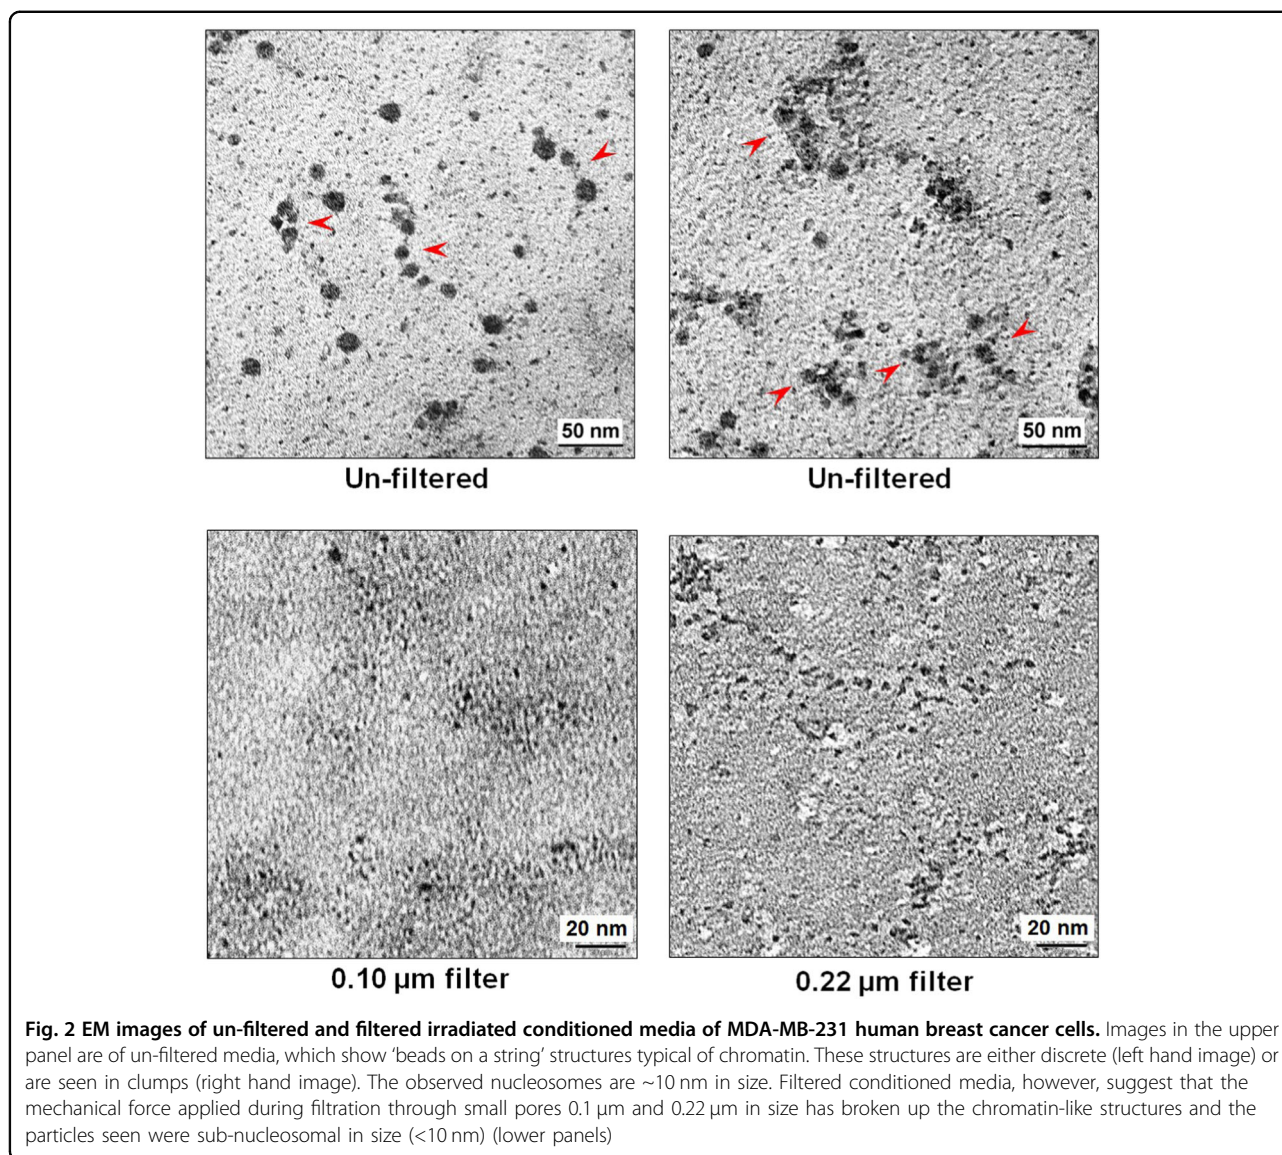 50 nm
50 nm
Un-filtered
Un-filtered
20 nm
20 nm
0.10 µm filter
0.22 µm filter
Fig. 2 EM images of un-filtered and filtered irradiated conditioned media of MDA-MB-231 human breast cancer cells. Images in the upper
panel are of un-filtered media, which show ‘beads on a string’ structures typical of chromatin. These structures are either discrete (left hand image) or
are seen in clumps (right hand image). The observed nucleosomes are ~10 nm in size. Filtered conditioned media, however, suggest that the
mechanical force applied during filtration through small pores 0.1 µm and 0.22 µm in size has broken up the chromatin-like structures and the
particles seen were sub-nucleosomal in size (<10 nm) (lower panels)